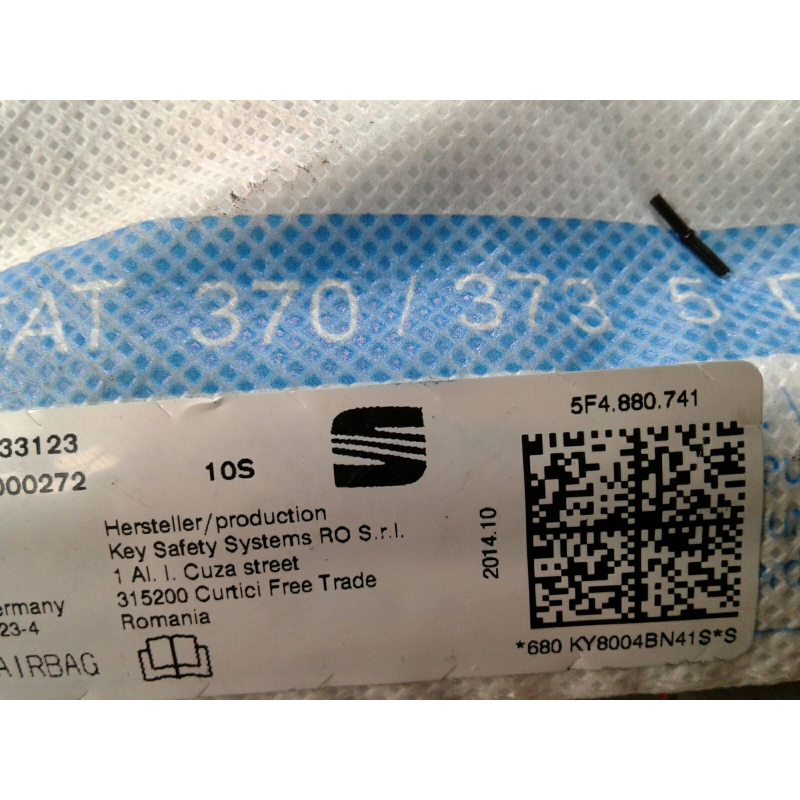 370 / 373 5
5F4.880.741
33123
000272
10S
Hersteller/production
Key Safety Systems RO S.r.l.
1 Al. I. Cuza street
315200 Curtici Free Trade
Romania
2014.10
ermany
23-4
AIRBAG
*680 KY8004BN41S*S